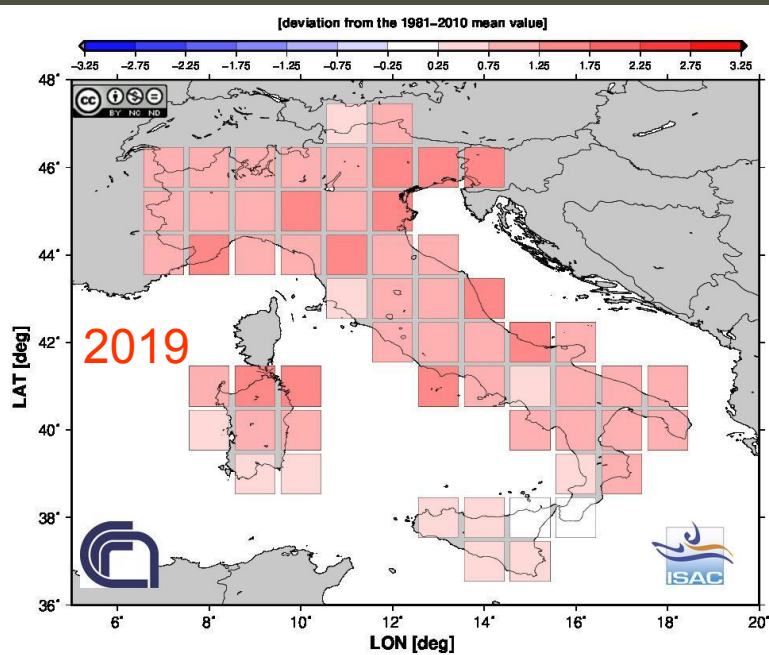 [deviation from the 1981-2010 mean value]
-3.25 -2.75 -2.25 -1.75 -1.25 -0.75 -0.25 0.25 0.75 1.25 1.75 2.25 2.75 3.25
48°
cc BY NC ND
46°
44°
42°
2019
LAT [deg]
40°
38°
ISAC
36°
6° 8° 10° 12° 14° 16° 18° 20°
LON [deg]